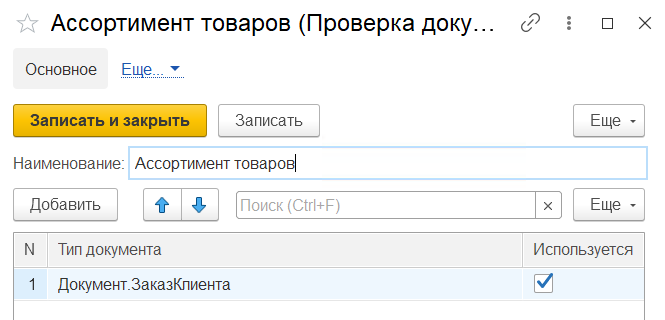 Ассортимент товаров (Проверка доку...
Основное Еще...
Записать и закрыть Записать Еще
Наименование: Ассортимент товаров
Добавить Поиск (Ctrl+F) × Еще
N Тип документа Используется
1 Документ.ЗаказКлиента